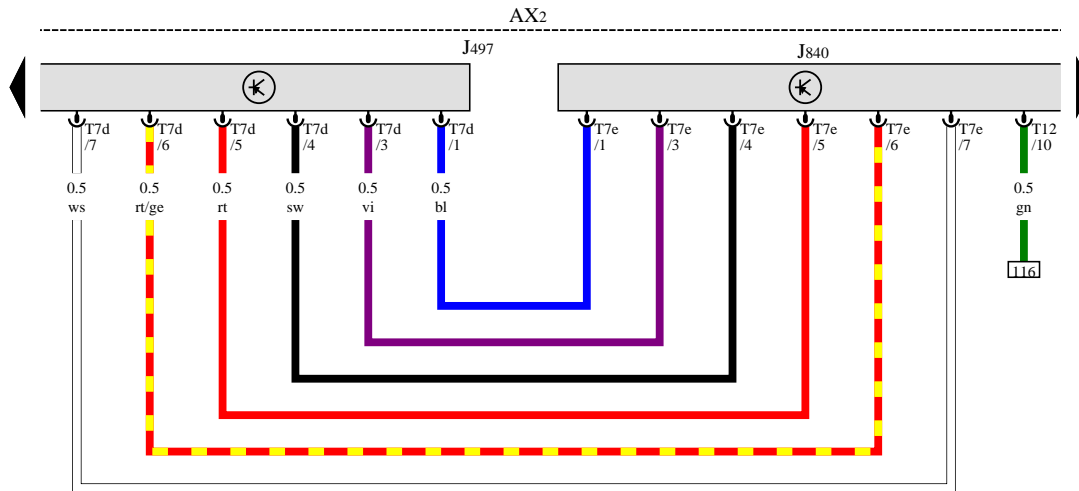 AX2
J497 J840
T7d T7d T7d T7d T7d T7d T7e T7e T7e T7e T7e T7e T12
/7 /6 /5 /4 /3 /1 /1 /3 /4 /5 /6 /7 /10
0.5 0.5 0.5 0.5 0.5 0.5 0.5
ws rt/ge rt sw vi bl gn
116